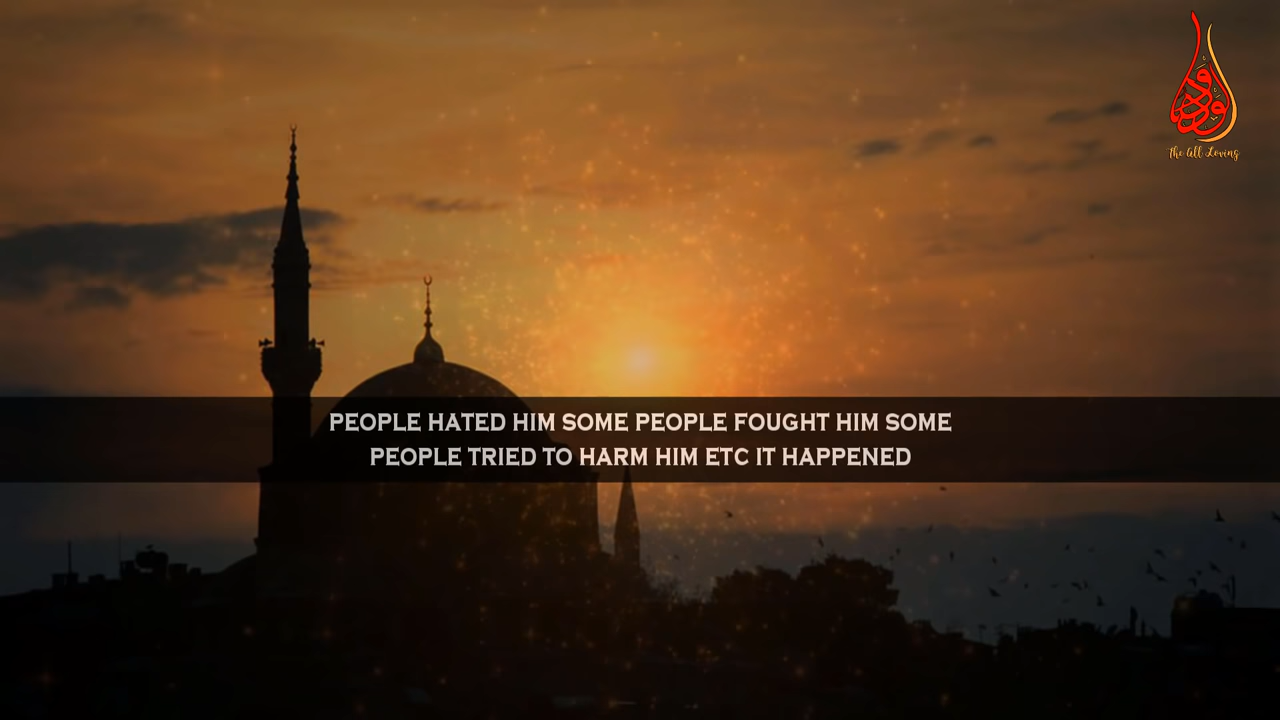 الودود
The All Loving
PEOPLE HATED HIM SOME PEOPLE FOUGHT HIM SOME
PEOPLE TRIED TO HARM HIM ETC IT HAPPENED